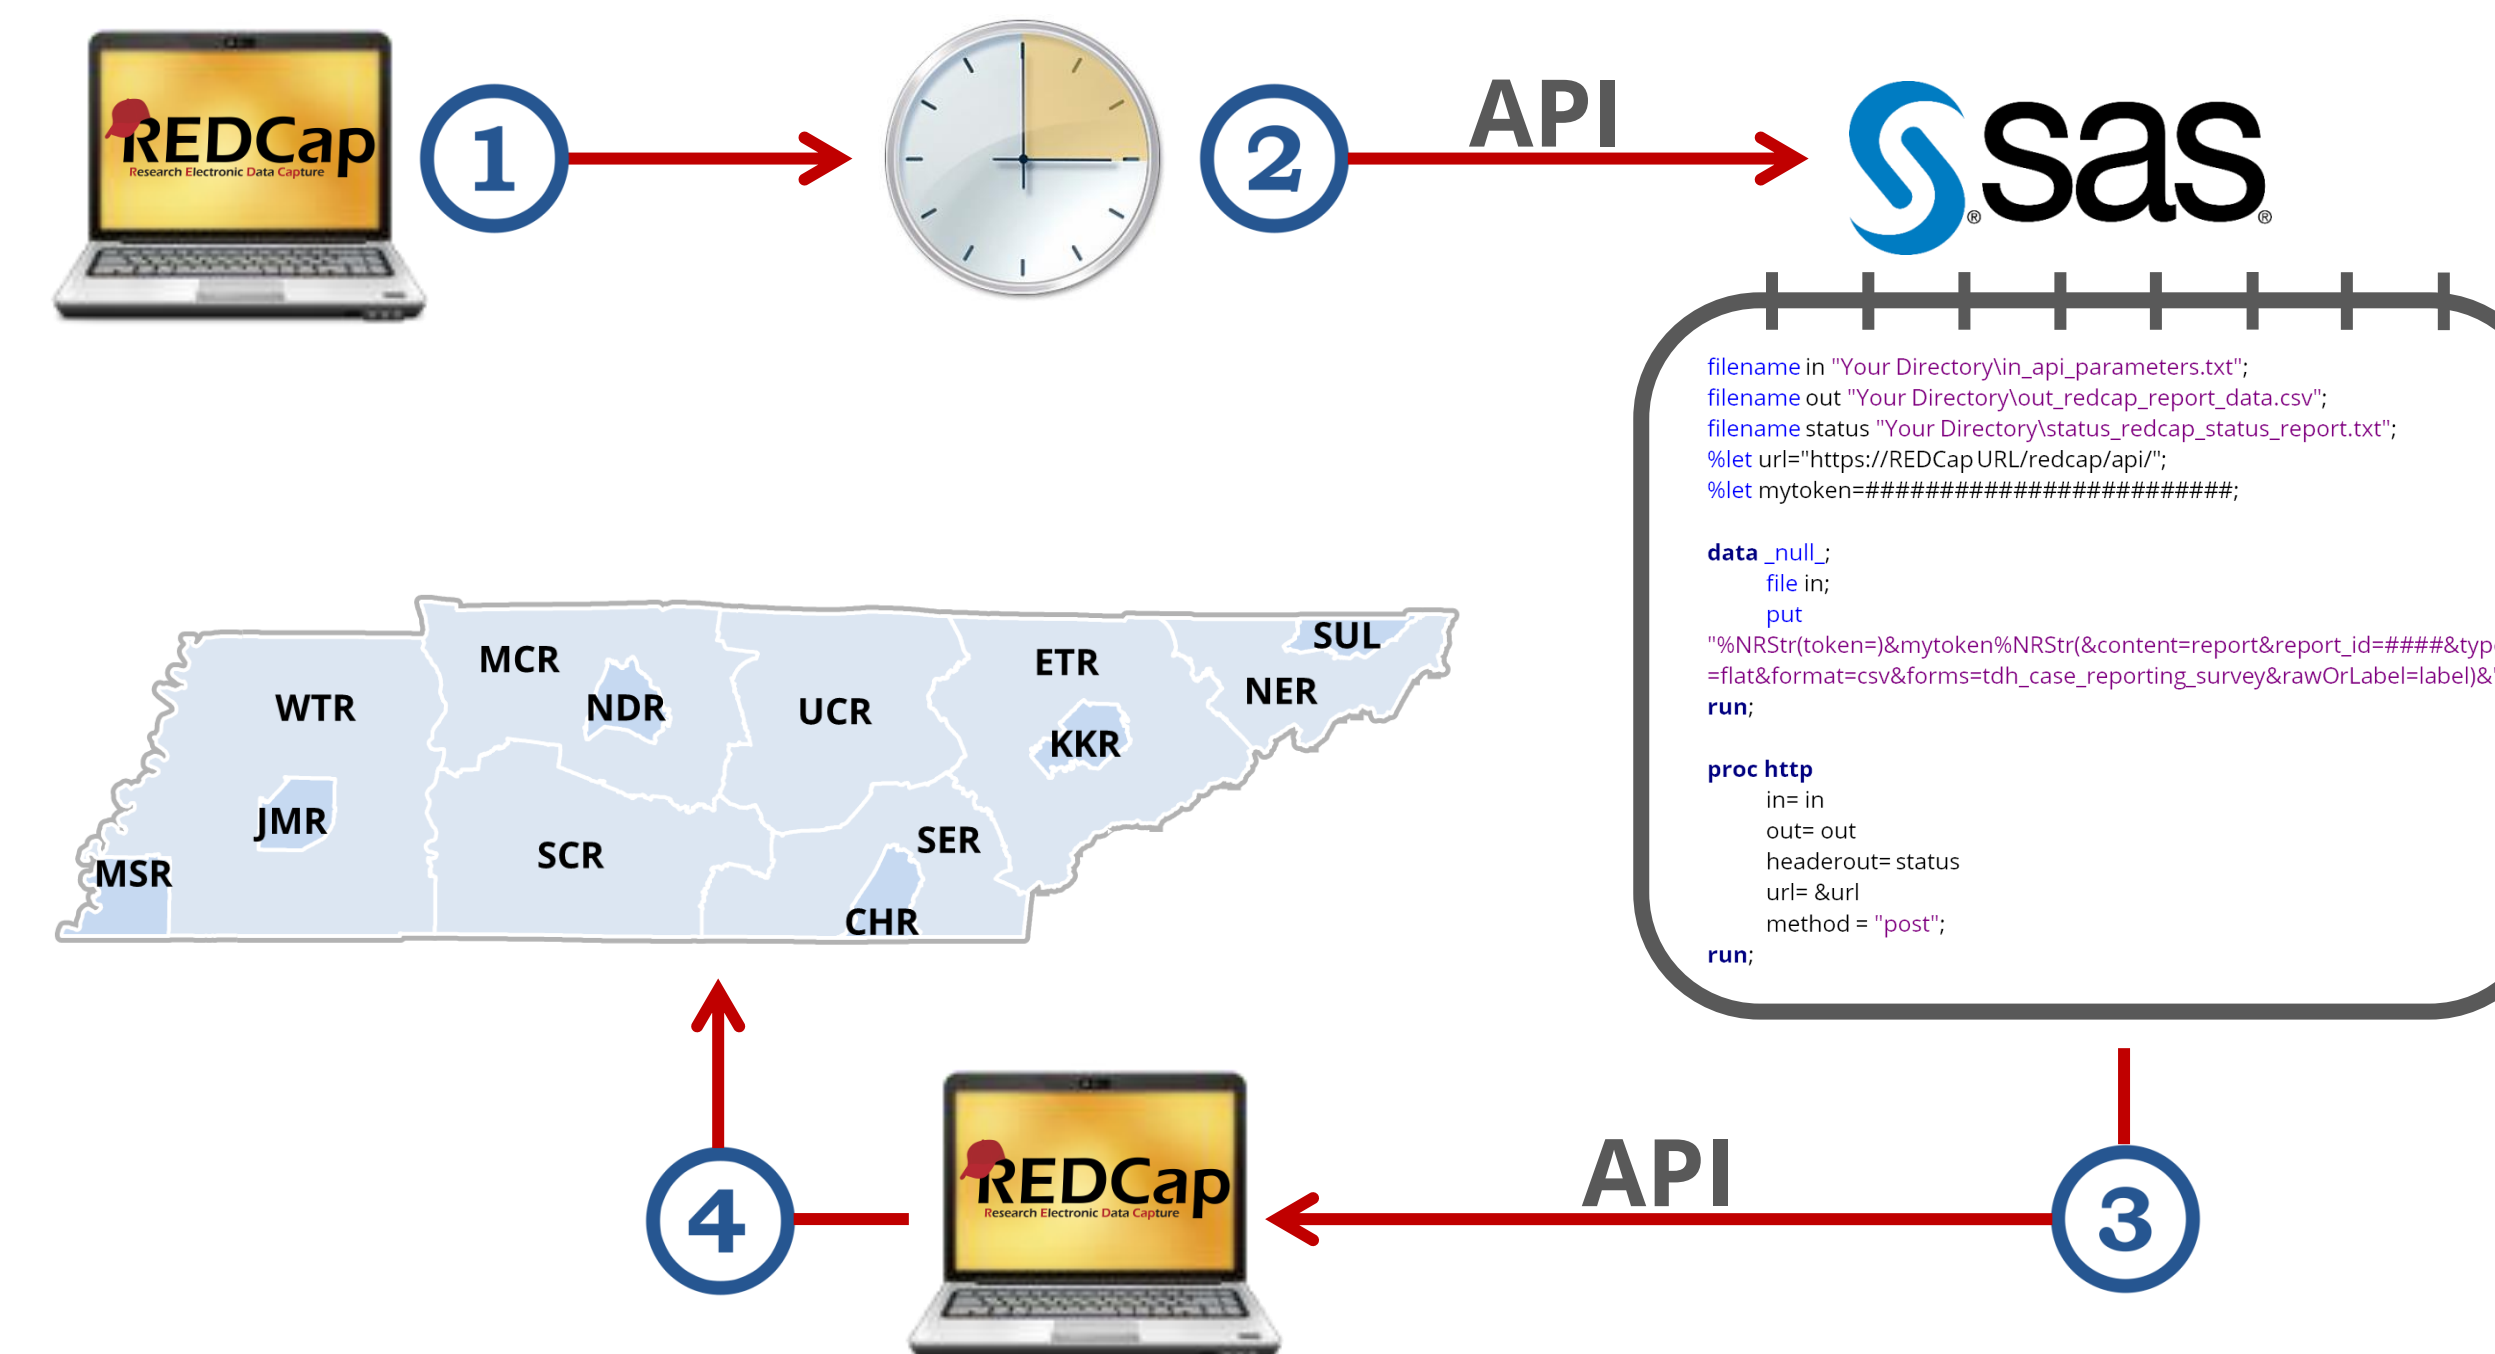 REDCap
Research Electronic Data Capture
1
2
API
sas
®
®
filename in "Your Directory\in_api_parameters.txt";
filename out "Your Directory\out_redcap_report_data.csv";
filename status "Your Directory\status_redcap_status_report.txt";
%let url="https://REDCap URL/redcap/api/";
%let mytoken=#########################;
data _null_;
file in;
put
"%NRStr(token=)&mytoken%NRStr(&content=report&report_id=####&typ
=flat&format=csv&forms=tdh_case_reporting_survey&rawOrLabel=label)&"
run;
proc http
in= in
out= out
headerout= status
url= &url
method = "post";
run;
SUL
MCR
ETR
NER
WTR
NDR
UCR
KKR
JMR
SER
SCR
MSR
CHR
API
3
REDCap
Research Electronic Data Capture
4